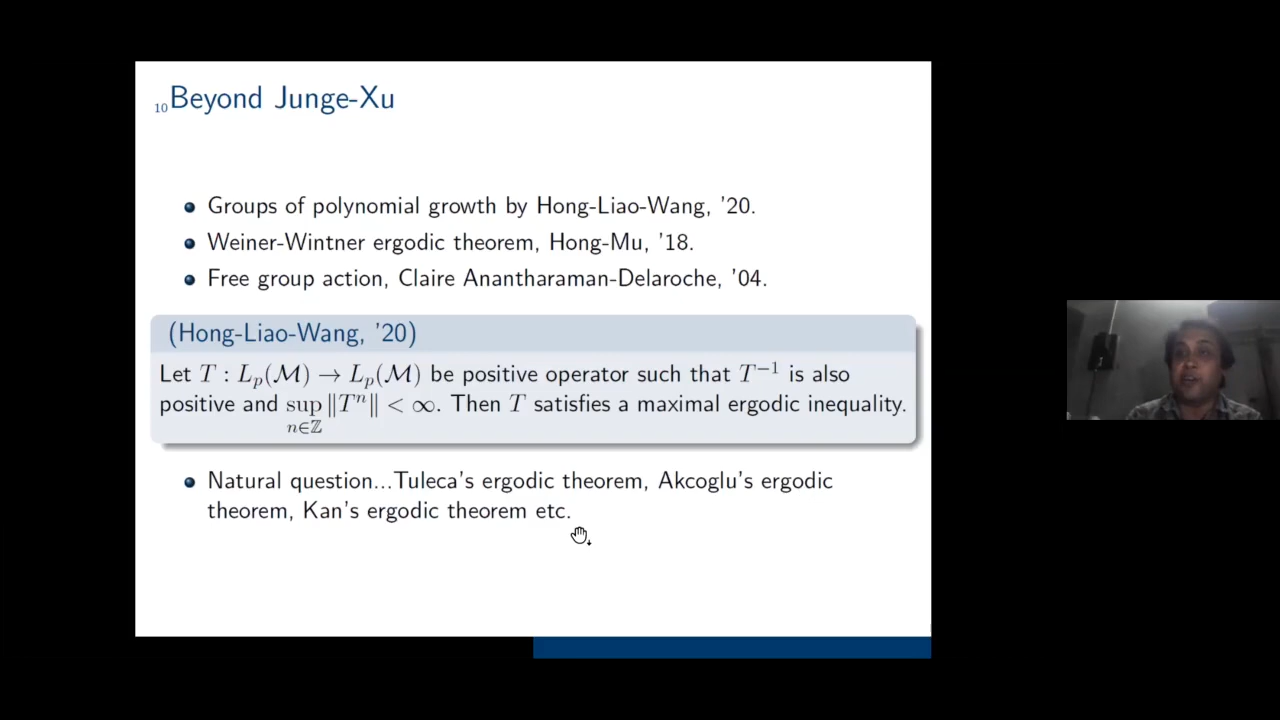 10 Beyond Junge-Xu
Groups of polynomial growth by Hong-Liao-Wang, '20.
Weiner-Wintner ergodic theorem, Hong-Mu, '18.
Free group action, Claire Anantharaman-Delaroche, '04.
(Hong-Liao-Wang, '20)
Let T : L_p(ℳ) → L_p(ℳ) be positive operator such that T^{-1} is also
positive and sup_{n∈ℤ} ‖T^n‖ < ∞. Then T satisfies a maximal ergodic inequality.
Natural question...Tuleca's ergodic theorem, Akcoglu's ergodic
theorem, Kan's ergodic theorem etc.